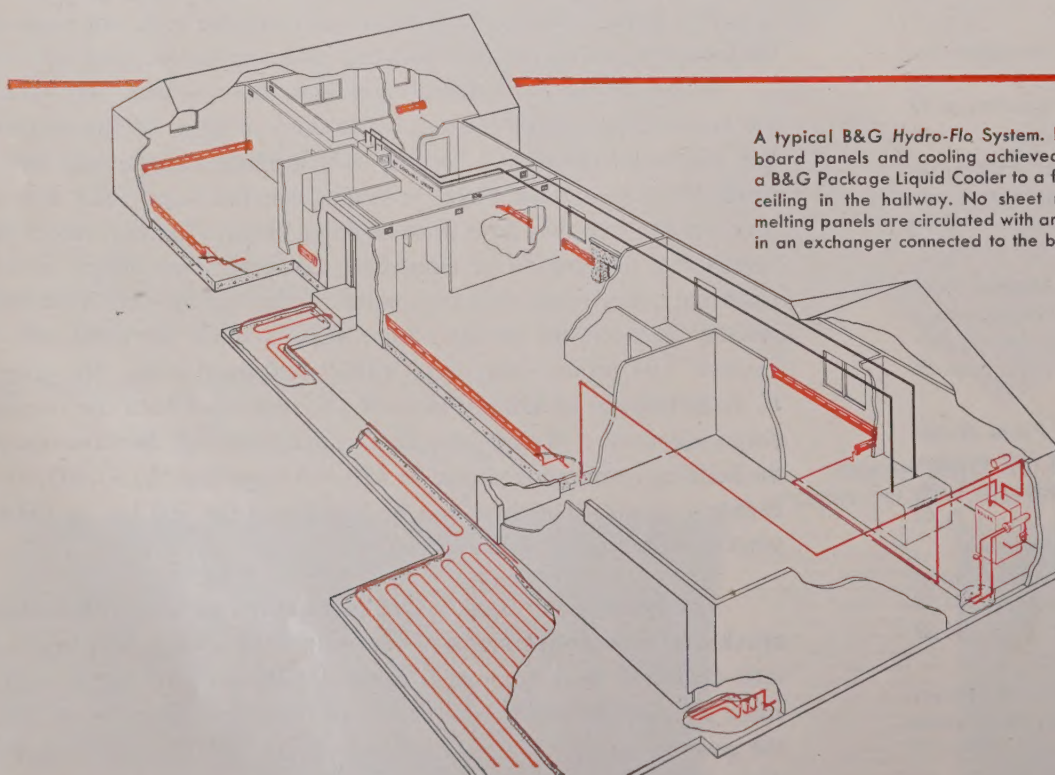 A typical B&G Hydro-Flo System.
board panels and cooling achieved
a B&G Package Liquid Cooler to a
ceiling in the hallway. No sheet
melting panels are circulated with
in an exchanger connected to the
BOILER